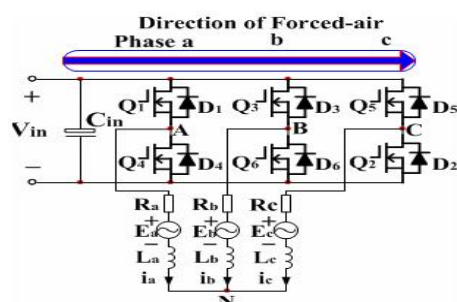 Direction of Forced-air
Phase a b c
+ Vin −
Cin
Q1 D1 Q3 D3 Q5 D5
A B C
Q4 D4 Q6 D6 Q2 D2
Ra Rb Rc
+ + +
Ea Eb Ec
− − −
La Lb Lc
ia ib ic
N